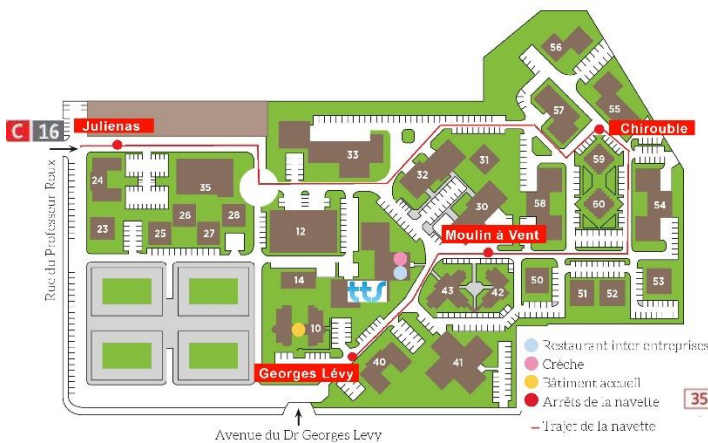 56
57
55
C 16
Julienas
Chirouble
33
59
24
35
32
31
60
54
26
28
30
58
23
25
27
12
Moulin à Vent
14
tts
43
42
50
51
52
53
10
Georges Lévy
40
41
Rue du Professeur Roux
Avenue du Dr Georges Levy
Restaurant inter entreprises
Crèche
Bâtiment accueil
Arrêts de la navette
35
Trajet de la navette